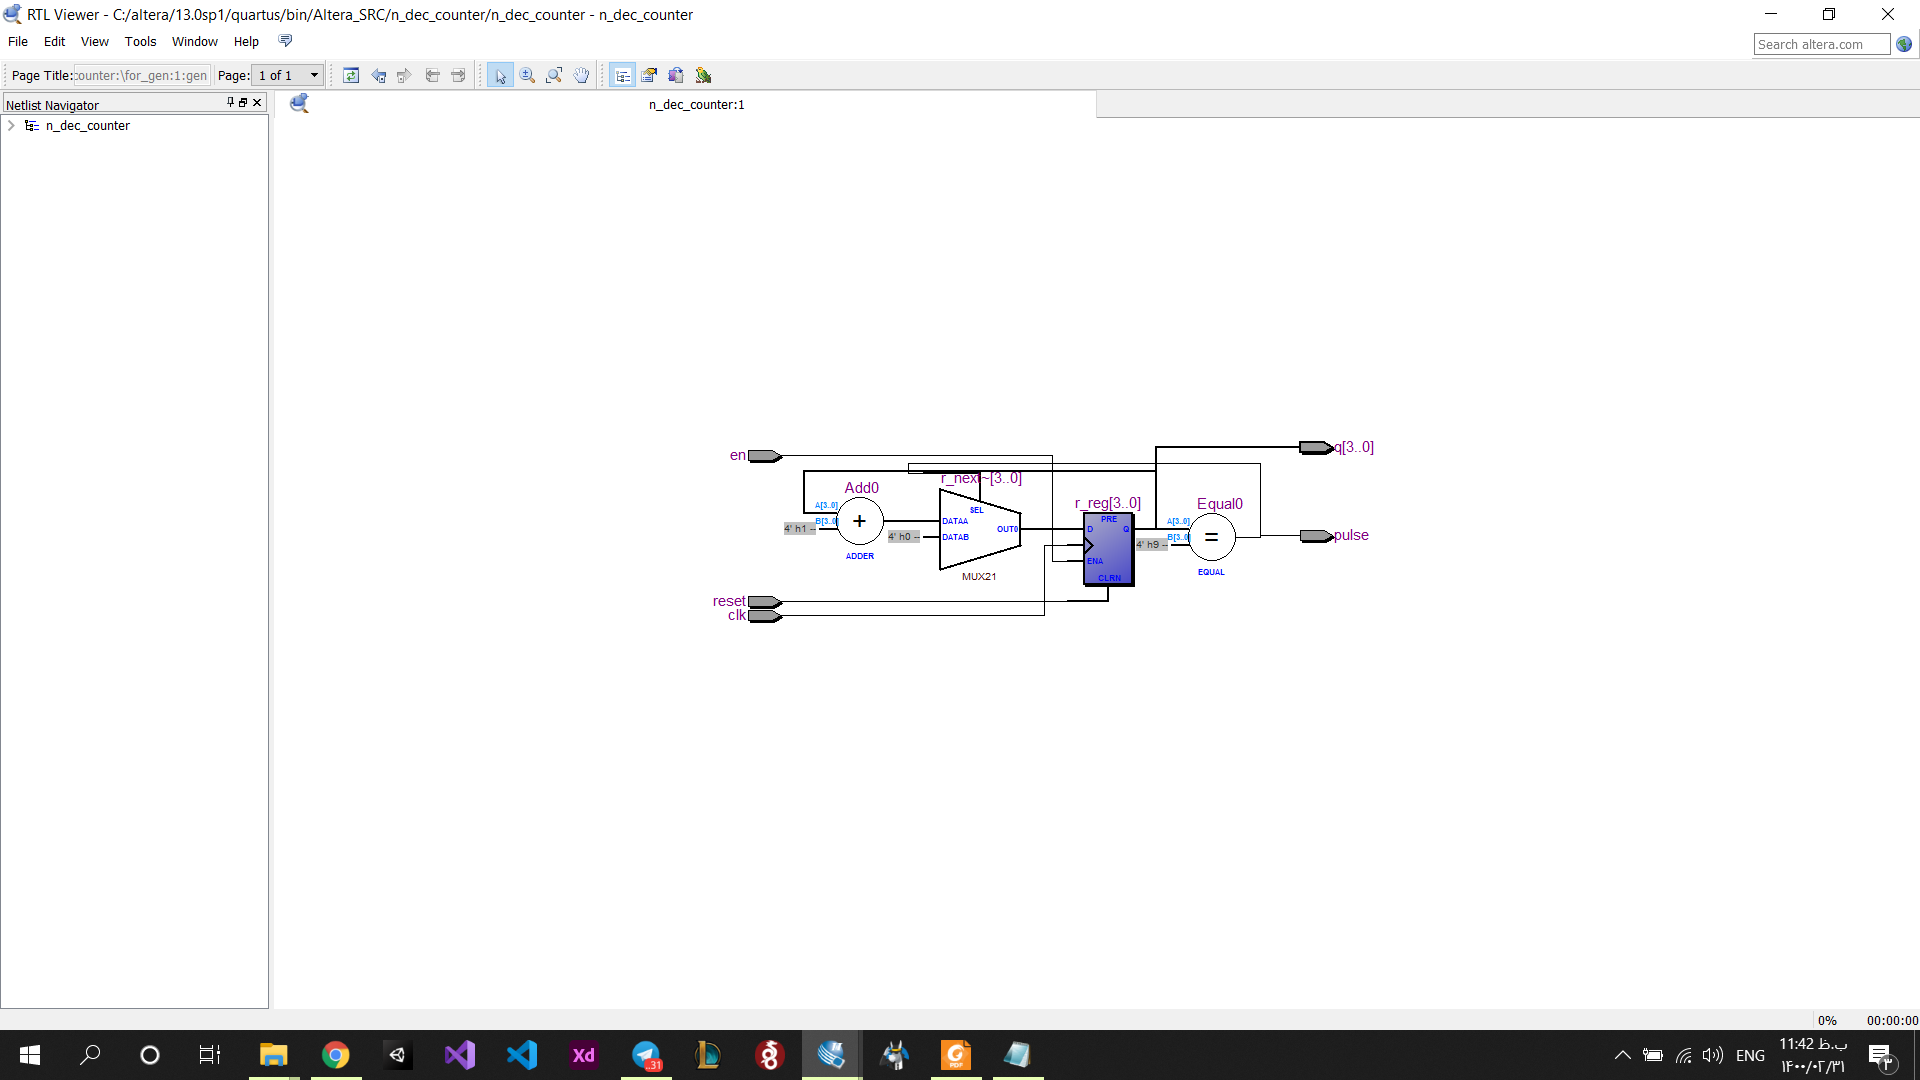 RTL Viewer - C:/altera/13.0sp1/quartus/bin/Altera_SRC/n_dec_counter/n_dec_counter - n_dec_counter
File Edit View Tools Window Help
Search altera.com
Page Title: ounter:\for_gen:1:gen Page: 1 of 1
Netlist Navigator
n_dec_counter:1
n_dec_counter
en
q[3..0]
r_next~[3..0]
Add0
r_reg[3..0]
Equal0
A[3..0]
B[3..0]
4' h1 --
+
ADDER
SEL
DATAA
DATAB
OUT0
4' h0 --
MUX21
PRE
D
Q
ENA
CLRN
A[3..0]
B[3..0]
4' h9 --
=
EQUAL
pulse
reset
clk
0% 00:00:00
Xd
..31
PDF
ENG
11:42 ب.ظ
۱۴۰۰/۰۲/۳۱
۳